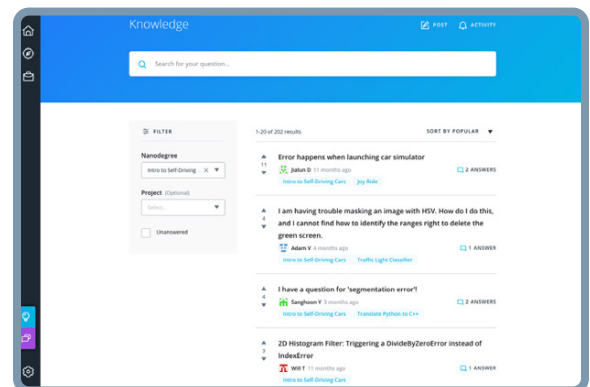 Knowledge
POST
ACTIVITY
Search for your question...
FILTER
Nanodegree
Intro to Self-Driving
Project (Optional)
Select...
Unanswered
1-20 of 202 results
SORT BY POPULAR
11
Error happens when launching car simulator
Jialun D 11 months ago
2 ANSWERS
Intro to Self-Driving Cars
Joy Ride
4
I am having trouble masking an image with HSV. How do I do this,
and I cannot find how to identify the ranges right to delete the
green screen.
Adam V 4 months ago
1 ANSWER
Intro to Self-Driving Cars
Traffic Light Classifier
4
I have a question for 'segmentation error'!
Sanghoon Y 3 months ago
2 ANSWERS
Intro to Self-Driving Cars
Translate Python to C++
3
2D Histogram Filter: Triggering a DivideByZeroError instead of
IndexError
Will T 11 months ago
1 ANSWER
Intro to Self-Driving Cars